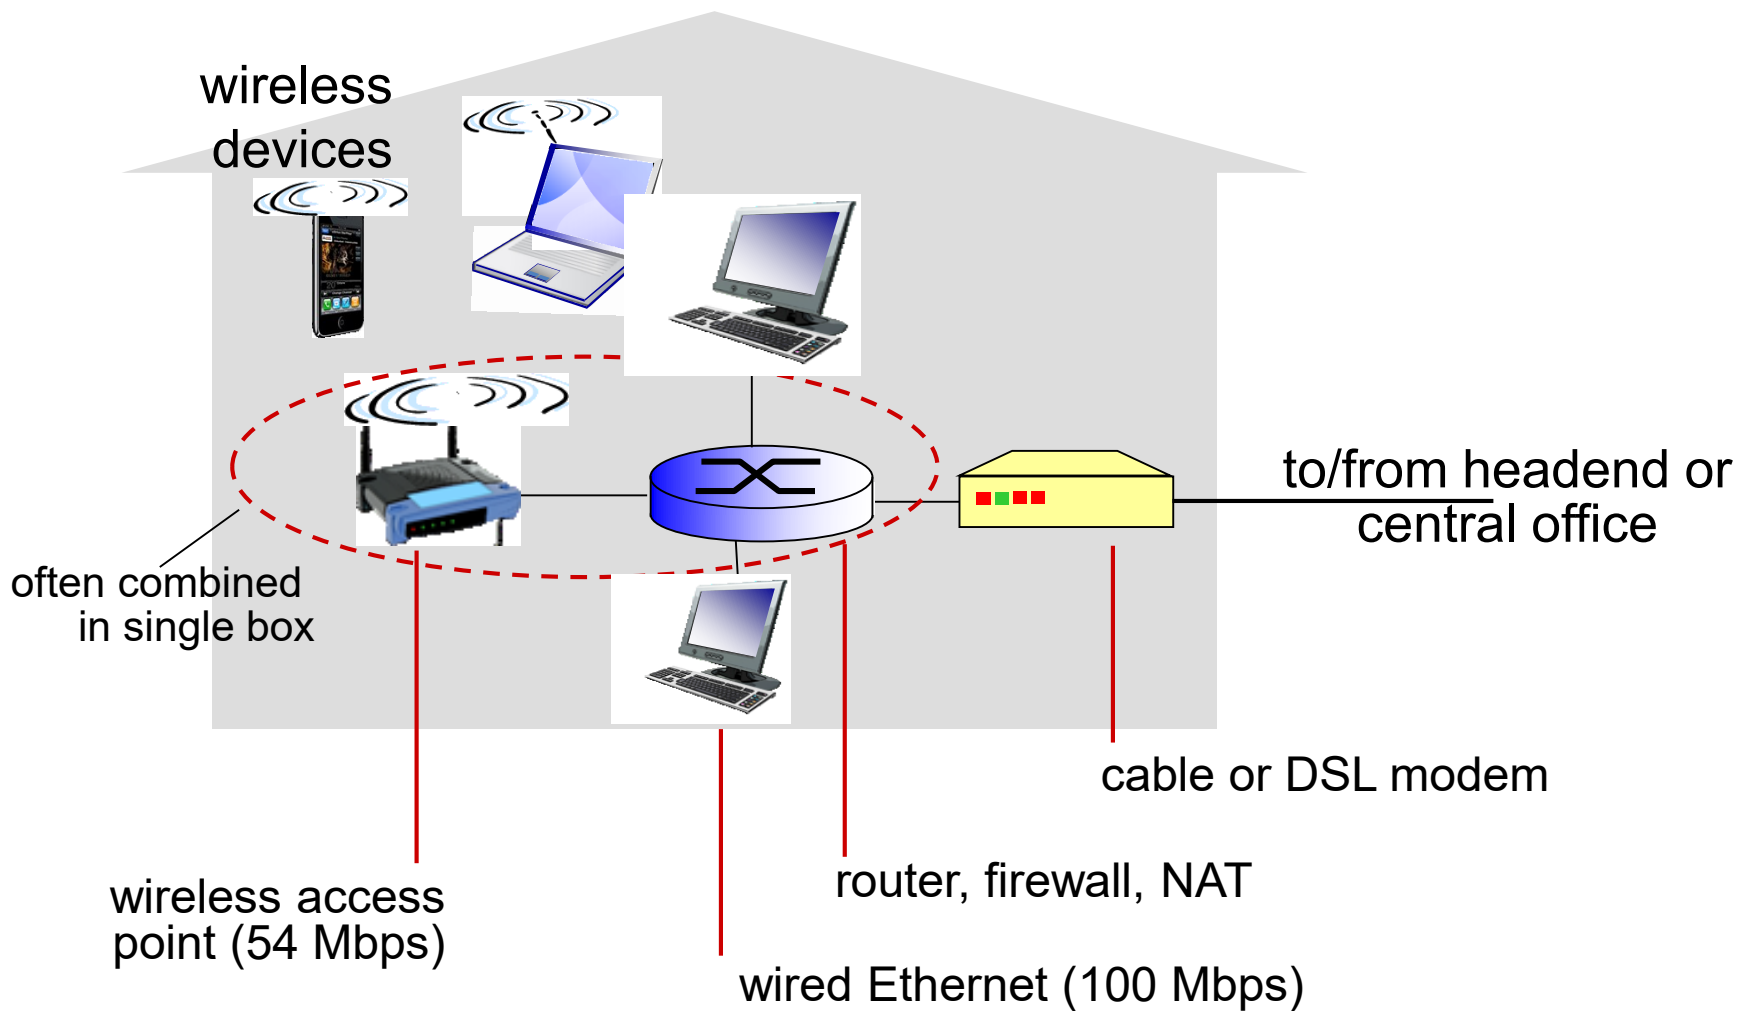 wireless
devices
to/from headend or
central office
often combined
in single box
cable or DSL modem
router, firewall, NAT
wireless access
point (54 Mbps)
wired Ethernet (100 Mbps)